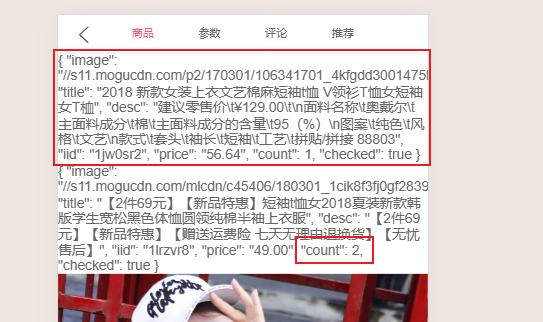 商品 参数 评论 推荐
{ "image":
"//s11.mogucdn.com/p2/170301/106341701_4kfgdd3001475l
"title": "2018 新款女装上衣文艺棉麻短袖t恤 V领衫T恤女短袖
女T桖", "desc": "建议零售价\t¥129.00\t\n面料名称\t奥戴尔\t
主面料成分\t棉\t主面料成分的含量\t95（%）\n图案\t纯色\t风
格\t文艺\n款式\t套头\t袖长\t短袖\t工艺\t拼贴/拼接 88803",
"iid": "1jw0sr2", "price": "56.64", "count": 1, "checked": true }
{ "image":
"//s11.mogucdn.com/mlcdn/c45406/180301_1cik8f3fj0gf2839
"title": "【2件69元】【新品特惠】短袖t恤女2018夏装新款韩
版学生宽松黑色体恤圆领纯棉半袖上衣服", "desc": "【2件69
元】【新品特惠】【赠送运费险 七天无理由退换货】【无忧
售后】", "iid": "1lrzvr8", "price": "49.00", "count": 2,
"checked": true }